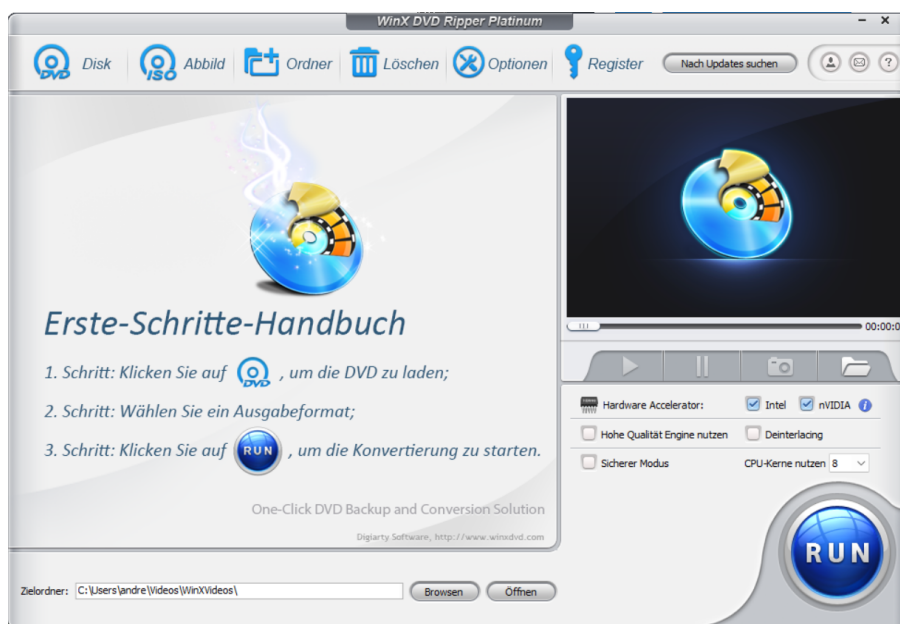 WinX DVD Ripper Platinum
Disk
Abbild
Ordner
Löschen
Optionen
Register
Nach Updates suchen
DVD
ISO
?
Erste-Schritte-Handbuch
1. Schritt: Klicken Sie auf DVD , um die DVD zu laden;
2. Schritt: Wählen Sie ein Ausgabeformat;
3. Schritt: Klicken Sie auf RUN , um die Konvertierung zu starten.
One-Click DVD Backup and Conversion Solution
Digiarty Software, http://www.winxdvd.com
Zielordner: C:\Users\andre\Videos\WinXVideos\ Browsen Öffnen
00:00:0
Hardware Accelerator: Intel nVIDIA i
Hohe Qualität Engine nutzen Deinterlacing
Sicherer Modus CPU-Kerne nutzen 8
RUN